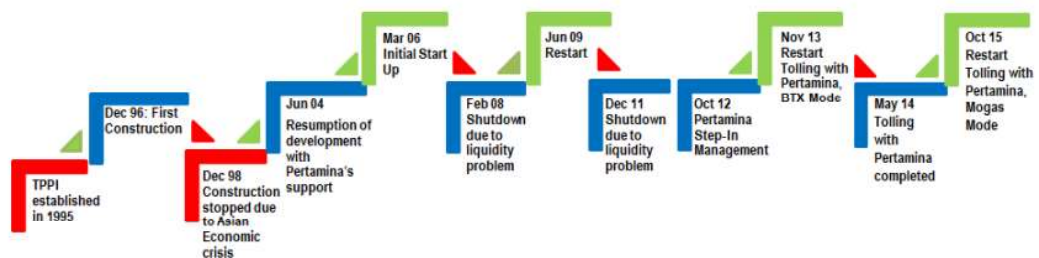 TPPI
established
in 1995
Dec 96: First
Construction
Dec 98
Construction
stopped due
to Asian
Economic
crisis
Jun 04
Resumption of
development
with
Pertamina's
support
Mar 06
Initial Start
Up
Feb 08
Shutdown
due to
liquidity
problem
Jun 09
Restart
Dec 11
Shutdown
due to
liquidity
problem
Oct 12
Pertamina
Step-In
Management
Nov 13
Restart
Tolling with
Pertamina,
BTX Mode
May 14
Tolling
with
Pertamina
completed
Oct 15
Restart
Tolling with
Pertamina,
Mogas
Mode